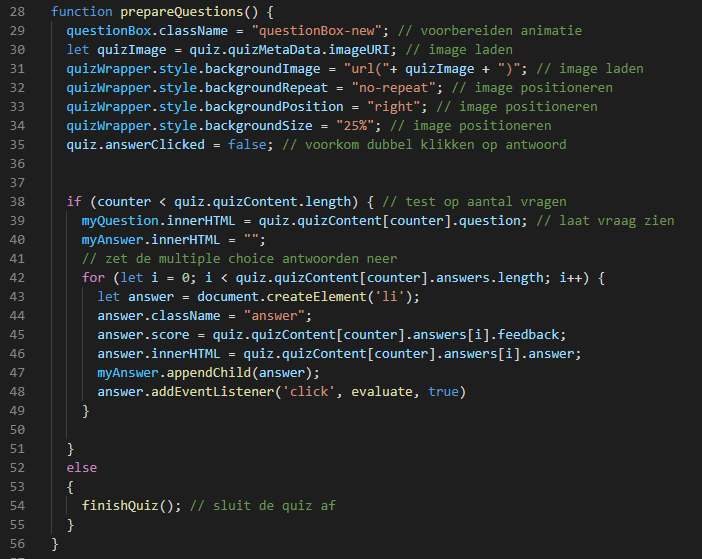 28 function prepareQuestions() {
29   questionBox.className = "questionBox-new"; // voorbereiden animatie
30   let quizImage = quiz.quizMetaData.imageURI; // image laden
31   quizWrapper.style.backgroundImage = "url("+ quizImage + ")"; // image laden
32   quizWrapper.style.backgroundRepeat = "no-repeat"; // image positioneren
33   quizWrapper.style.backgroundPosition = "right"; // image positioneren
34   quizWrapper.style.backgroundSize = "25%"; // image positioneren
35   quiz.answerClicked = false; // voorkom dubbel klikken op antwoord
36
37
38   if (counter < quiz.quizContent.length) { // test op aantal vragen
39     myQuestion.innerHTML = quiz.quizContent[counter].question; // laat vraag zien
40     myAnswer.innerHTML = "";
41     // zet de multiple choice antwoorden neer
42     for (let i = 0; i < quiz.quizContent[counter].answers.length; i++) {
43       let answer = document.createElement('li');
44       answer.className = "answer";
45       answer.score = quiz.quizContent[counter].answers[i].feedback;
46       answer.innerHTML = quiz.quizContent[counter].answers[i].answer;
47       myAnswer.appendChild(answer);
48       answer.addEventListener('click', evaluate, true)
49     }
50
51   }
52   else
53   {
54     finishQuiz(); // sluit de quiz af
55   }
56 }